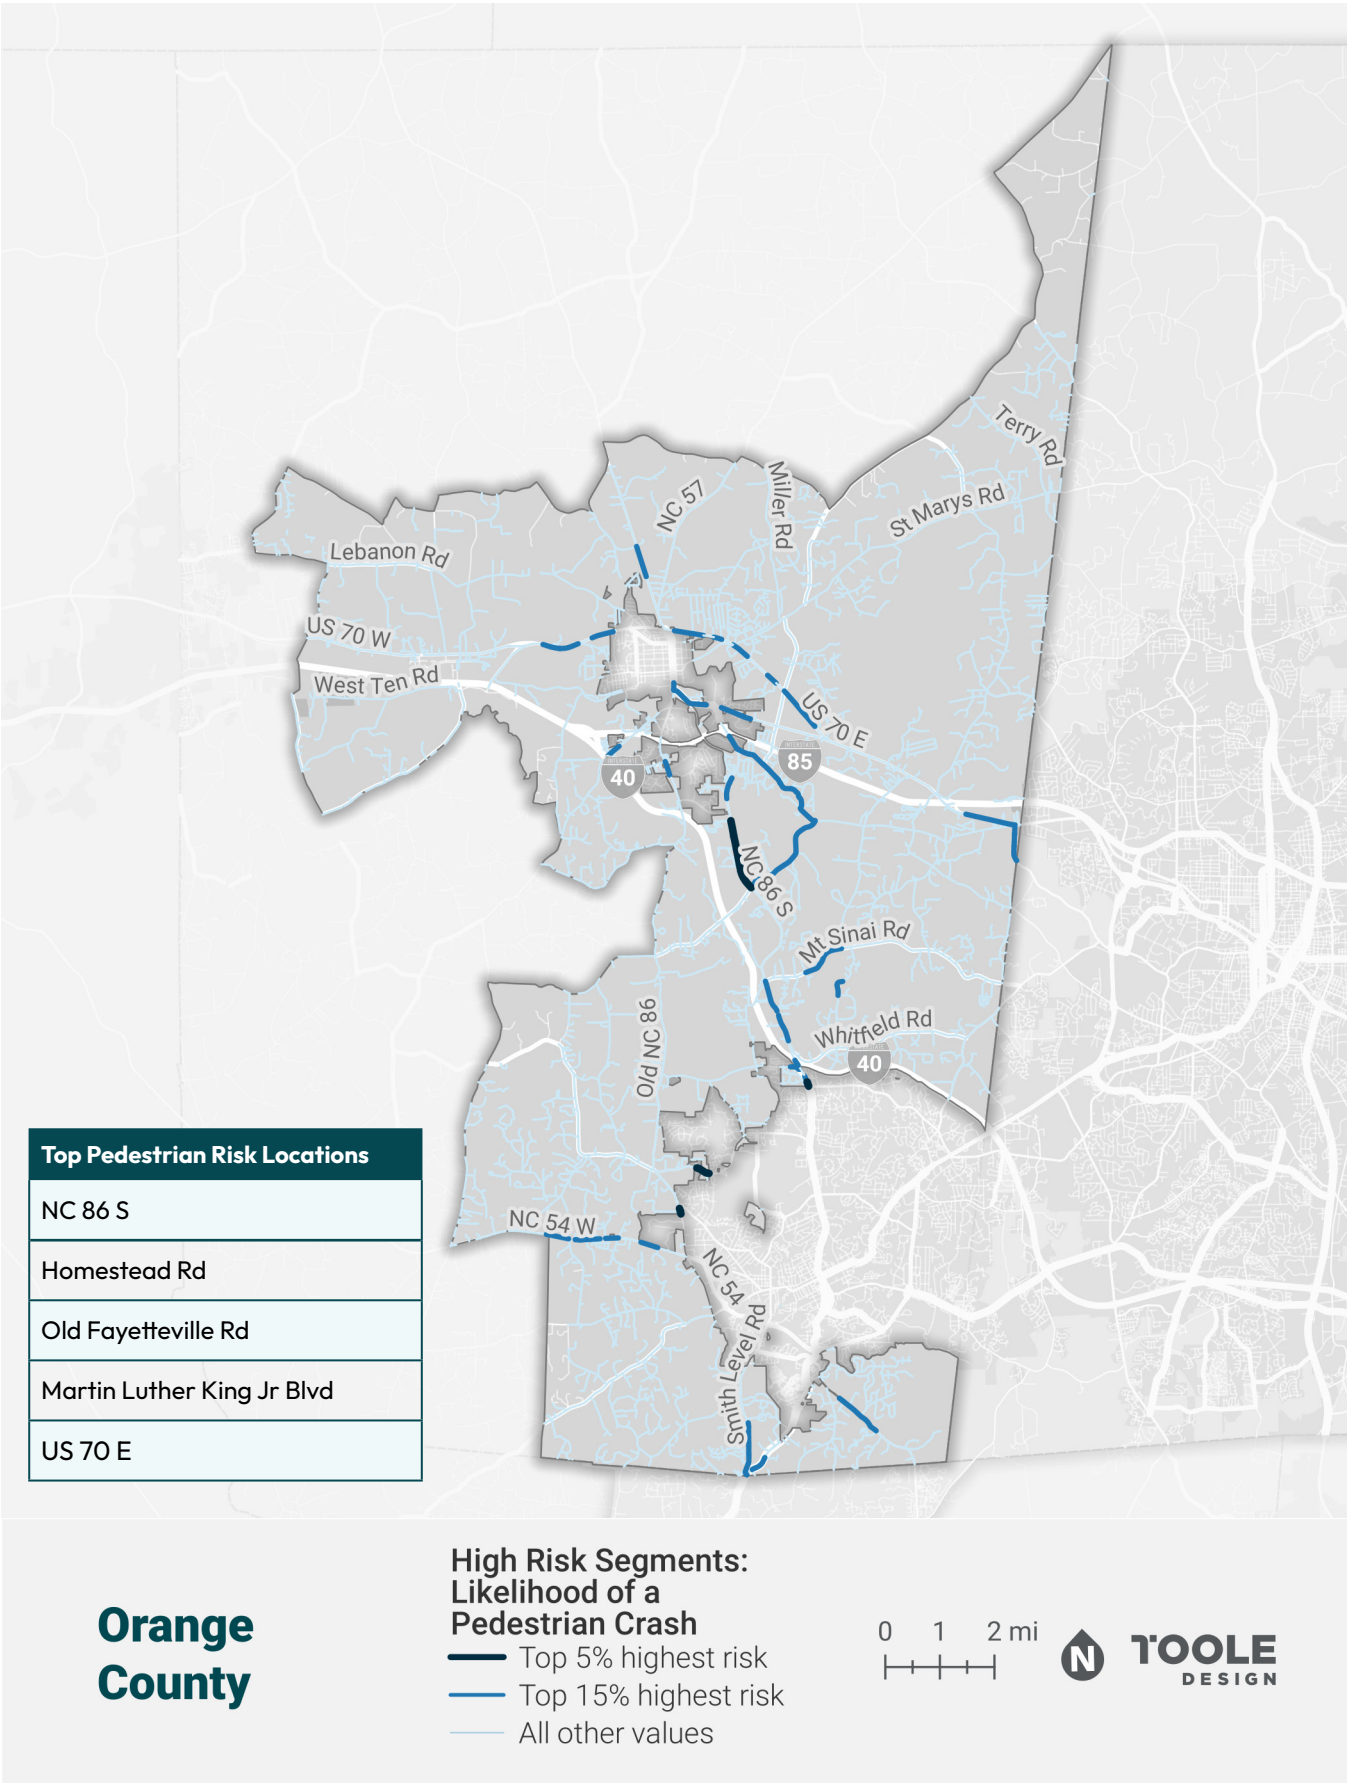 Terry Rd
Miller Rd
NC 57
St Marys Rd
Lebanon Rd
US 70 W
West Ten Rd
US 70 E
INTERSTATE
85
INTERSTATE
40
NC 86 S
Mt Sinai Rd
Old NC 86
Whitfield Rd
40
NC 54 W
NC 54
Smith Level Rd
Top Pedestrian Risk Locations
NC 86 S
Homestead Rd
Old Fayetteville Rd
Martin Luther King Jr Blvd
US 70 E
Orange
County
High Risk Segments:
Likelihood of a
Pedestrian Crash
Top 5% highest risk
Top 15% highest risk
All other values
0 1 2 mi
N
TOOLE
DESIGN